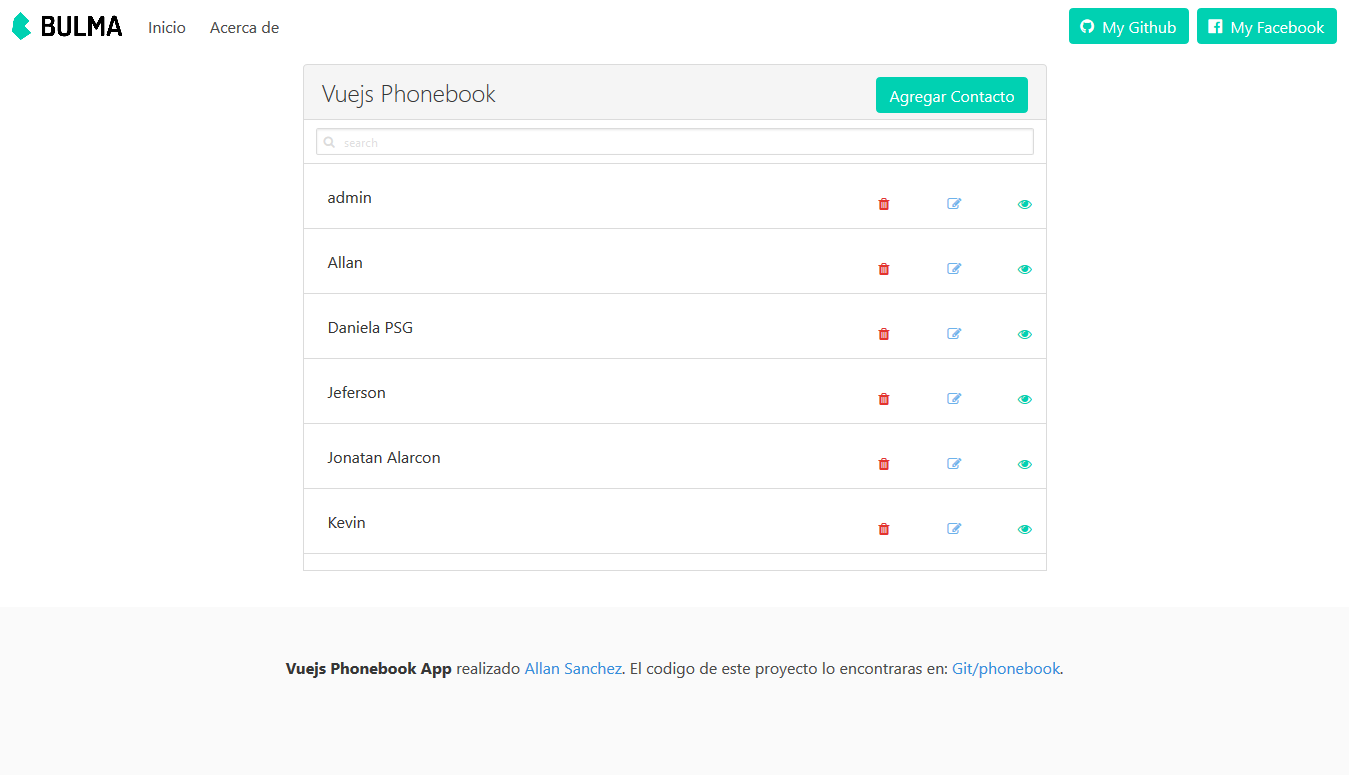 BULMA Inicio Acerca de My Github My Facebook
Vuejs Phonebook Agregar Contacto
search
admin
Allan
Daniela PSG
Jeferson
Jonatan Alarcon
Kevin
Vuejs Phonebook App realizado Allan Sanchez. El codigo de este proyecto lo encontraras en: Git/phonebook.